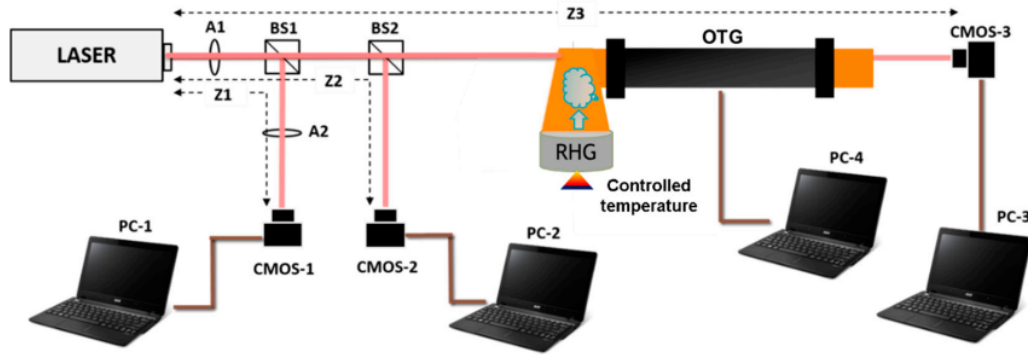 Z3
A1
BS1
BS2
OTG
CMOS-3
LASER
Z2
Z1
A2
RHG
PC-4
Controlled
temperature
PC-1
PC-2
PC-3
CMOS-1
CMOS-2